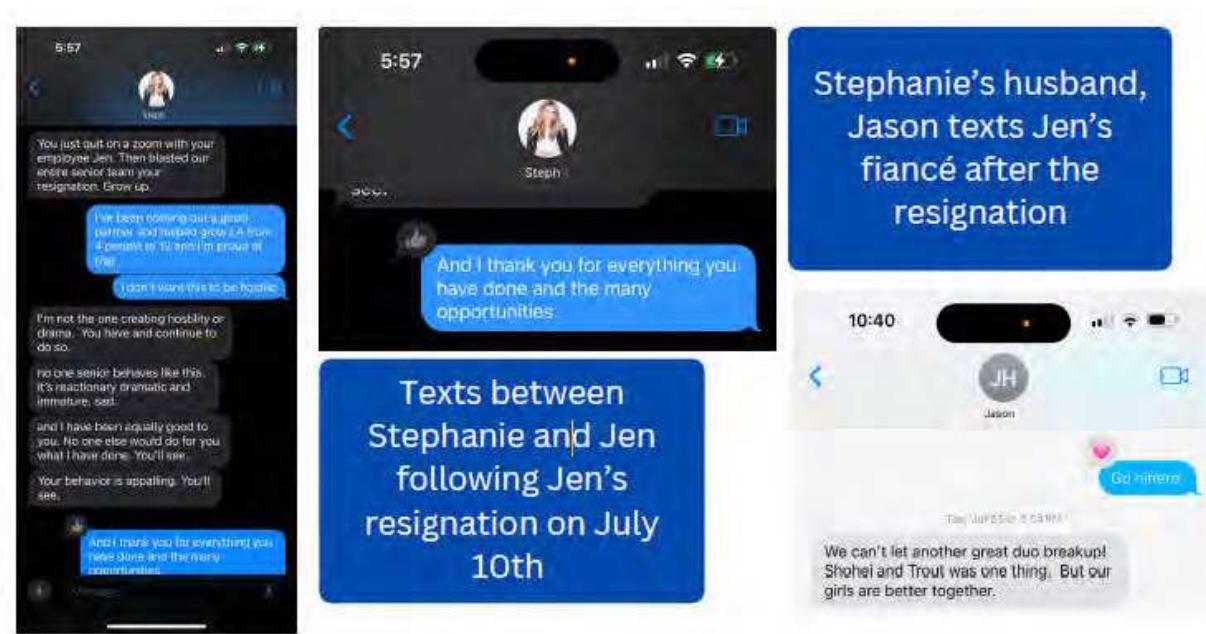 5:57
Steph
You just quit on a zoom with your
employee Jen. Then blasted our
entire senior team your
resignation. Grow up.
I've been nothing but a good
partner and helped grow LA from
4 people to 12 and I'm proud of
that
I don't want this to be hostile
I'm not the one creating hostility or
drama. You have and continue to
do so.
no one senior behaves like this.
it's reactionary dramatic and
immature. sad.
and I have been equally good to
you. No one else would do for you
what I have done. You'll see.
Your behavior is appalling. You'll
see.
And I thank you for everything you
have done and the many
opportunities
5:57
Steph
see.
And I thank you for everything you
have done and the many
opportunities
Texts between
Stephanie and Jen
following Jen's
resignation on July
10th
Stephanie's husband,
Jason texts Jen's
fiancé after the
resignation
10:40
JH
Jason
We can't let another great duo breakup!
Shohei and Trout was one thing. But our
girls are better together.